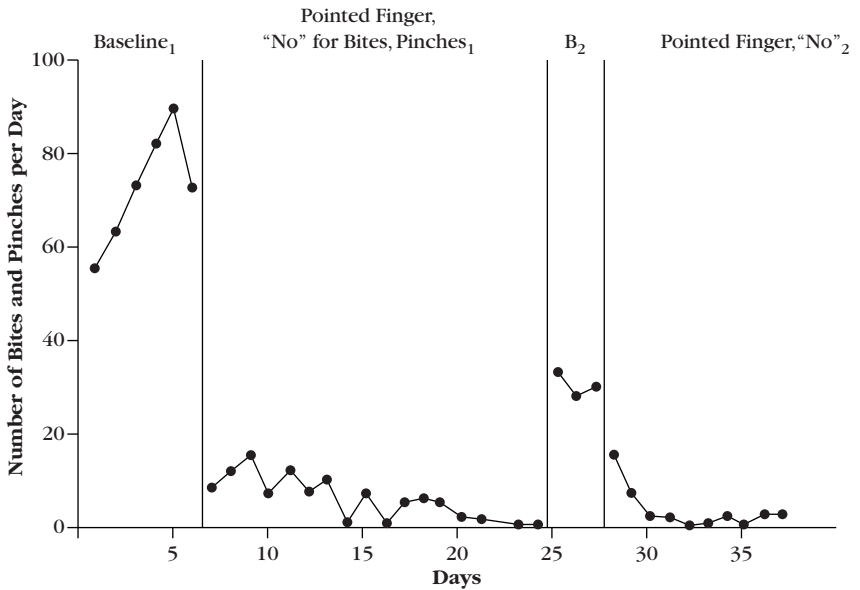 Pointed Finger,
Baseline₁ “No” for Bites, Pinches₁ B₂ Pointed Finger, “No”₂
100
80
60
40
20
0
Number of Bites and Pinches per Day
5 10 15 20 25 30 35
Days